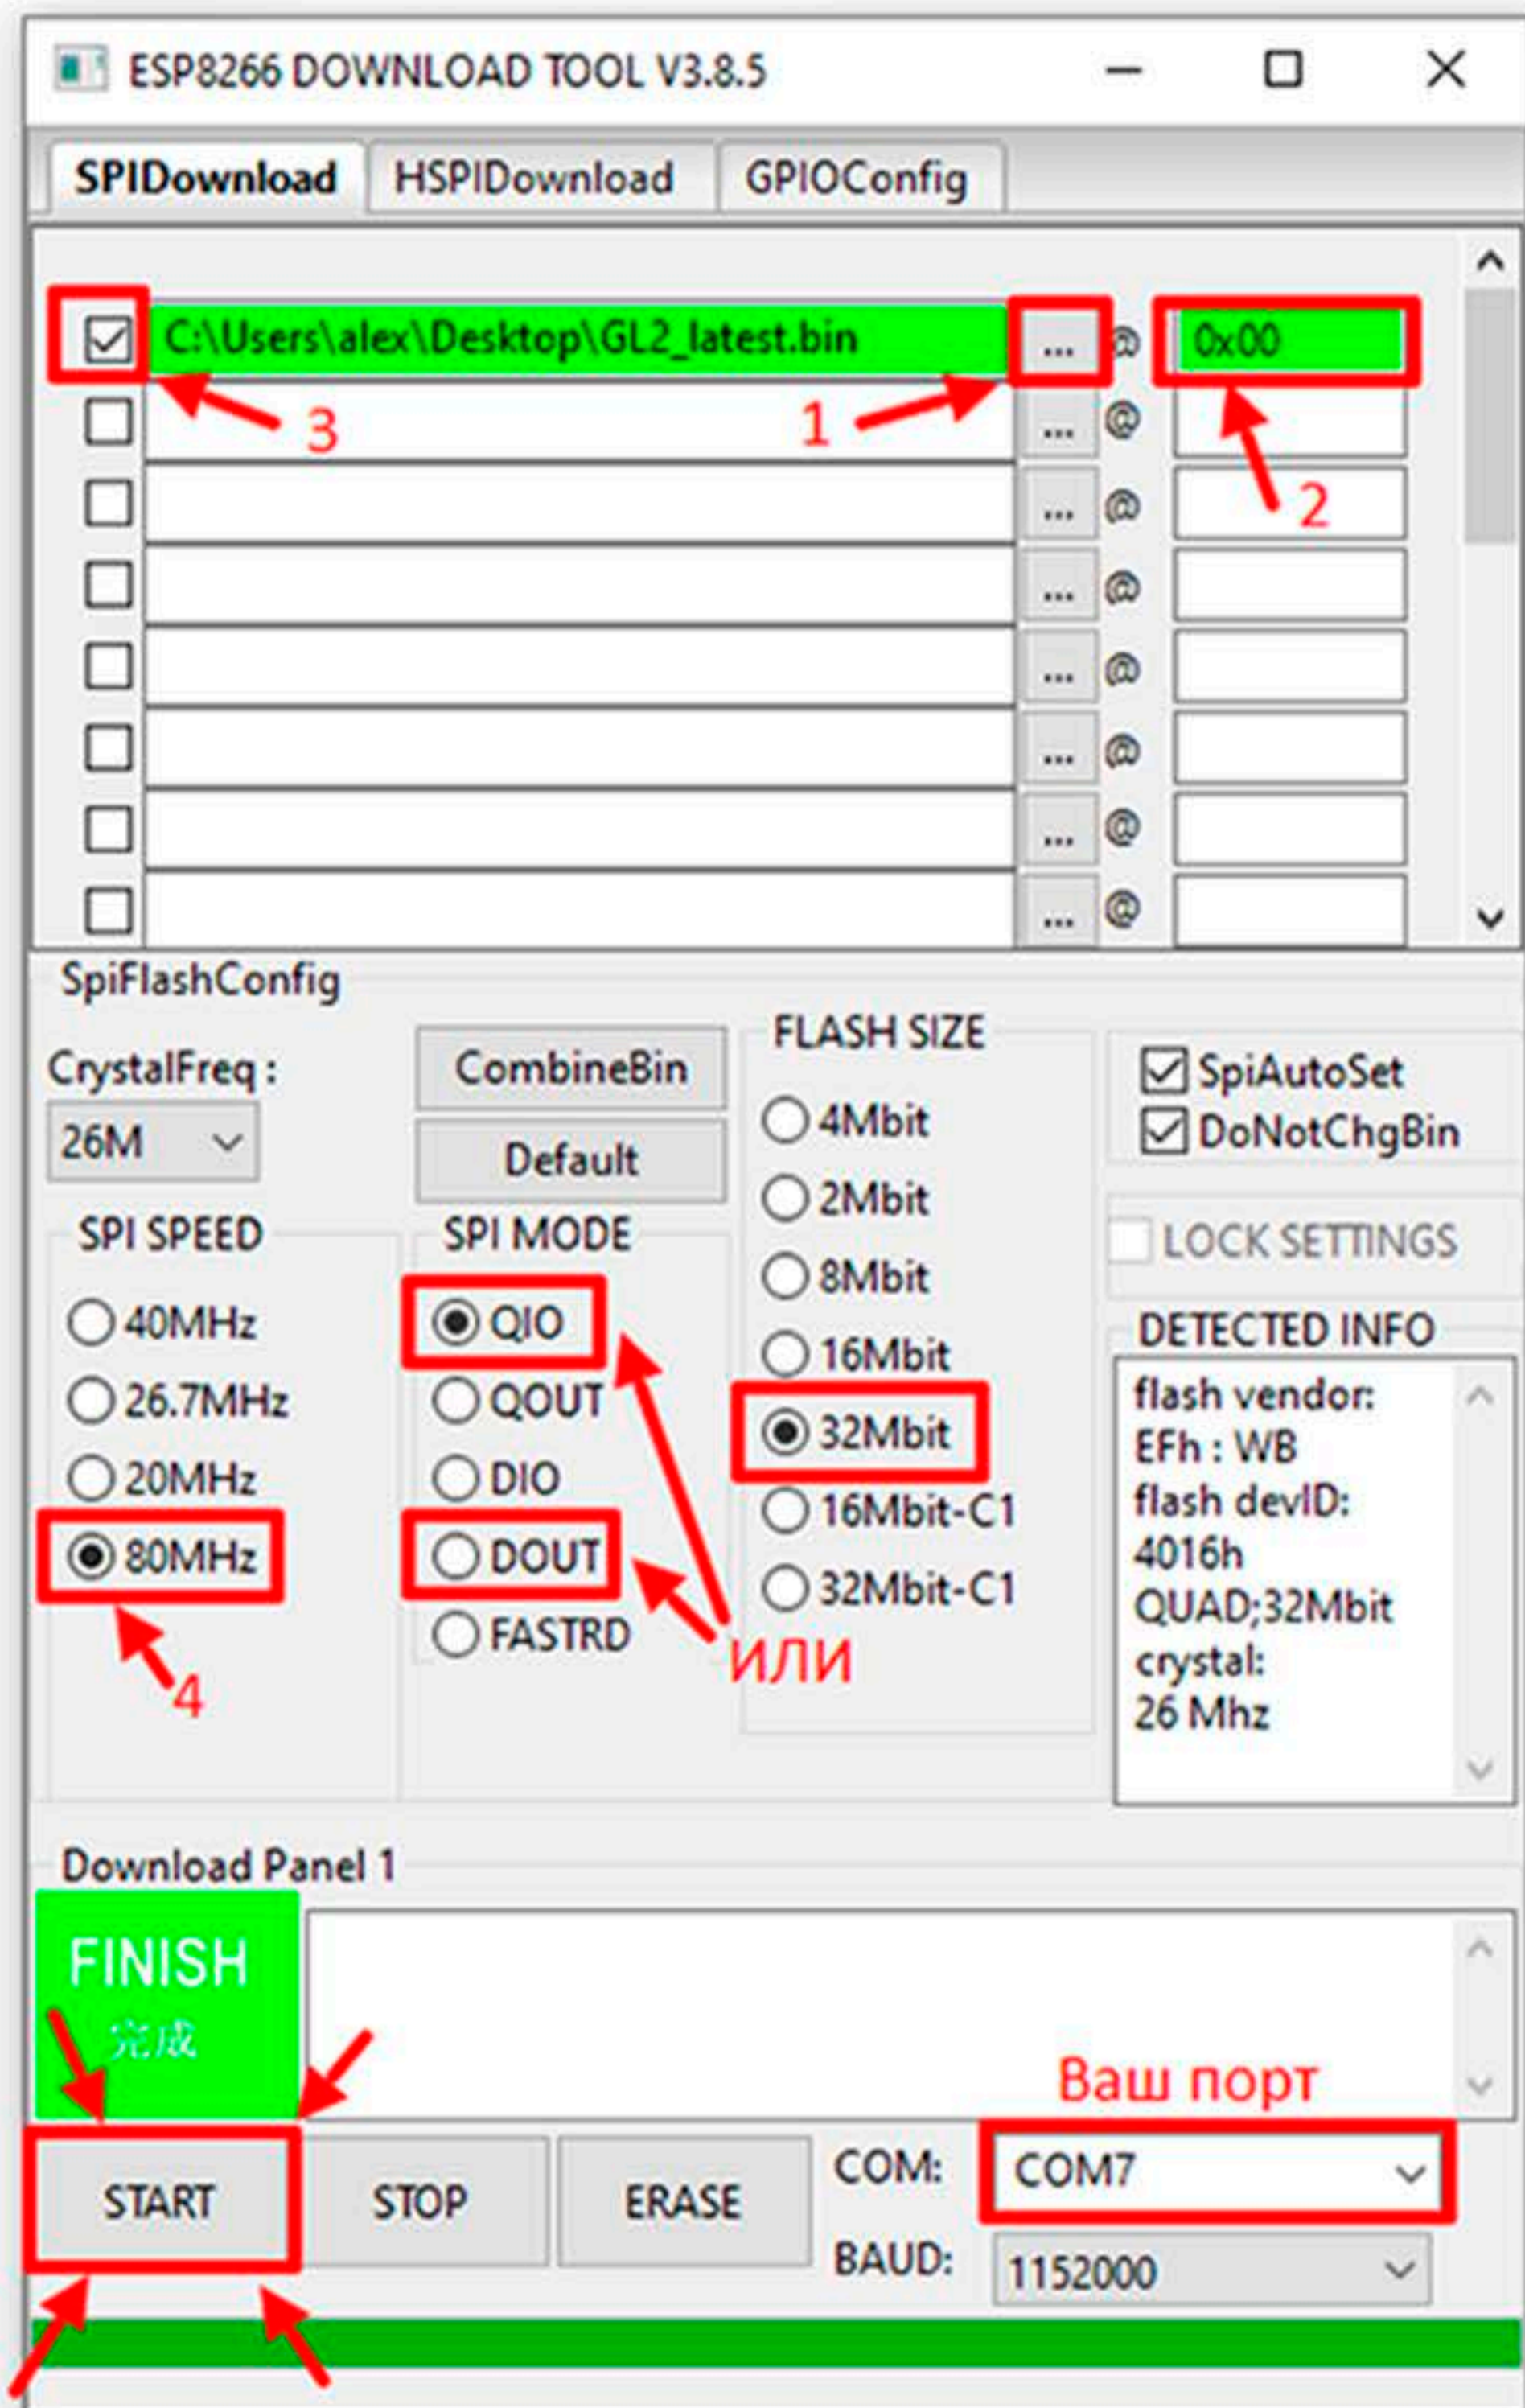 ESP8266 DOWNLOAD TOOL V3.8.5
SPIDownload HSPIDownload GPIOConfig
C:\Users\alex\Desktop\GL2_latest.bin ... @ 0x00
3 1 ... @
... @ 2
... @
... @
... @
... @
... @
SpiFlashConfig
CrystalFreq :
26M
CombineBin
Default
SPI SPEED
40MHz
26.7MHz
20MHz
80MHz
4
SPI MODE
QIO
QOUT
DIO
DOUT
FASTRD
или
FLASH SIZE
4Mbit
2Mbit
8Mbit
16Mbit
32Mbit
16Mbit-C1
32Mbit-C1
SpiAutoSet
DoNotChgBin
LOCK SETTINGS
DETECTED INFO
flash vendor:
EFh : WB
flash devID:
4016h
QUAD;32Mbit
crystal:
26 Mhz
Download Panel 1
FINISH
完成
Ваш порт
START STOP ERASE
COM: COM7
BAUD: 1152000